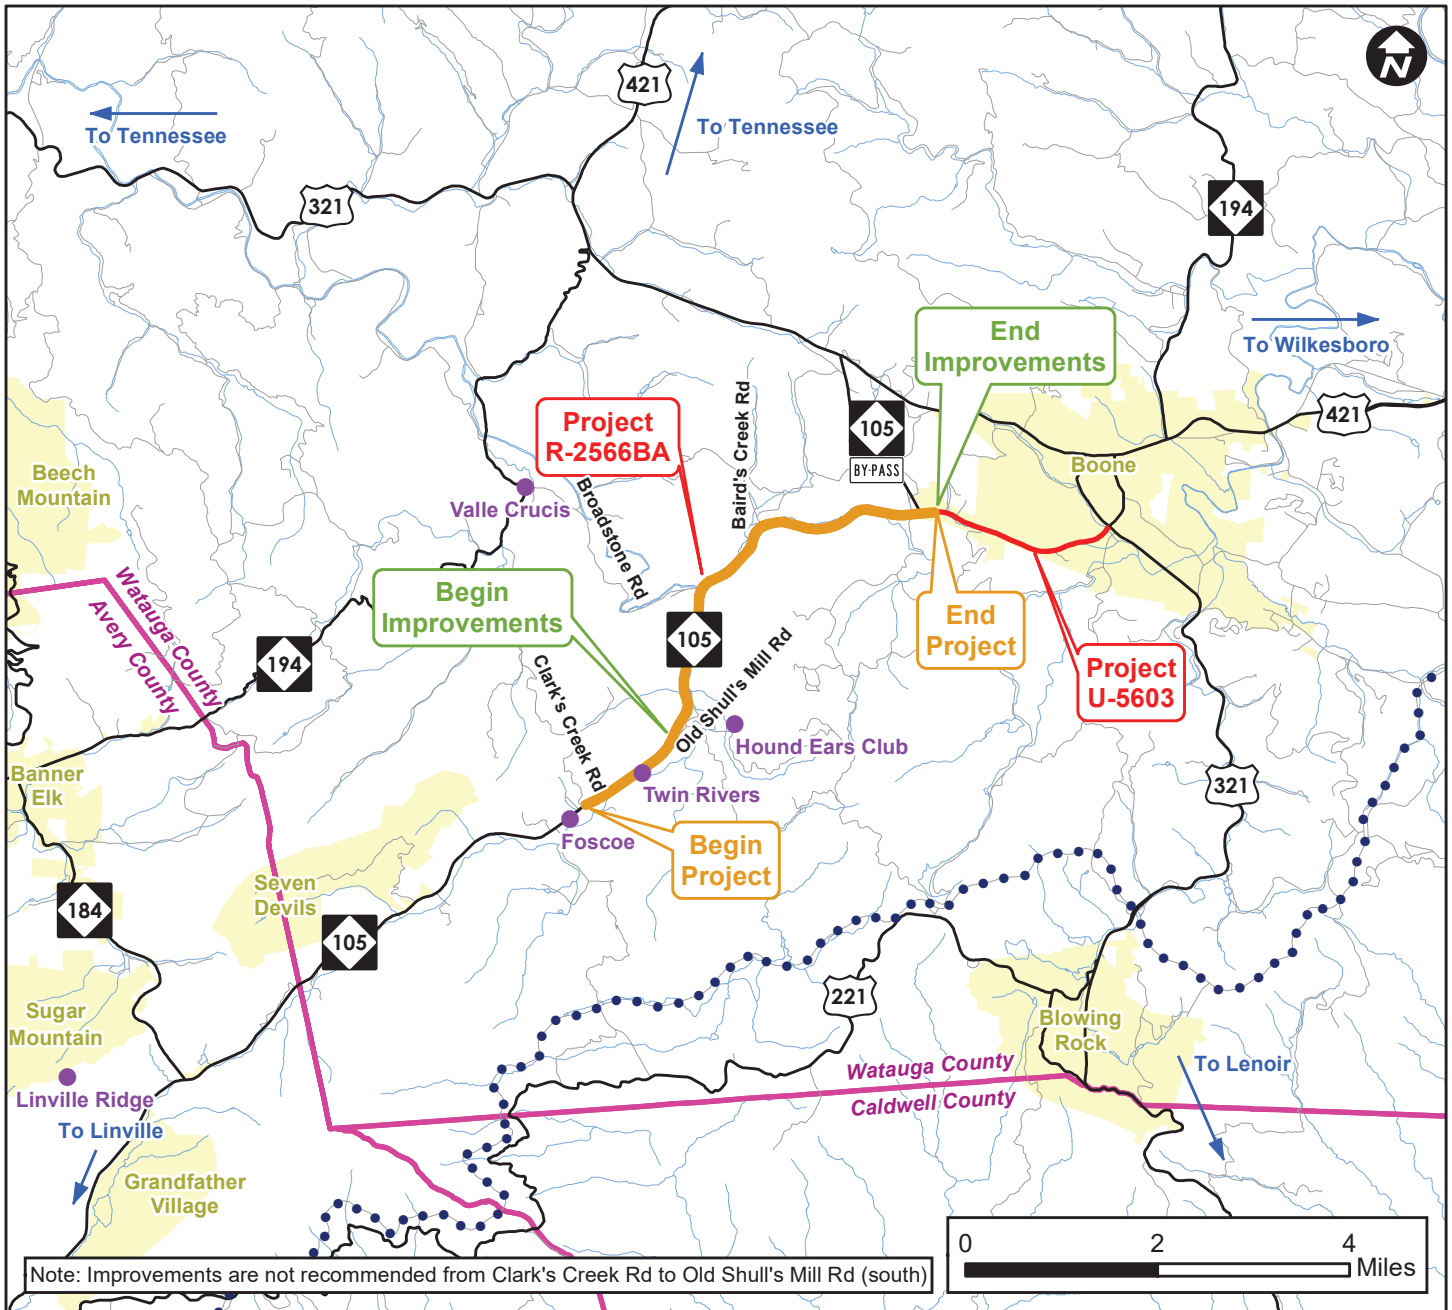 N
421
To Tennessee
To Tennessee
321
194
End
Improvements
To Wilkesboro
Project
R-2566BA
Baird's Creek Rd
105
BY-PASS
421
Beech
Mountain
Boone
Valle Crucis
Broadstone Rd
Begin
Improvements
Watauga County
Avery County
194
105
End
Project
Project
U-5603
Clark's Creek Rd
Old Shull's Mill Rd
Hound Ears Club
Banner
Elk
Twin Rivers
321
Foscoe
Begin
Project
Seven
Devils
184
105
221
Sugar
Mountain
Blowing
Rock
Linville Ridge
Watauga County
Caldwell County
To Lenoir
To Linville
Grandfather
Village
0 2 4
Miles
Note: Improvements are not recommended from Clark's Creek Rd to Old Shull's Mill Rd (south)